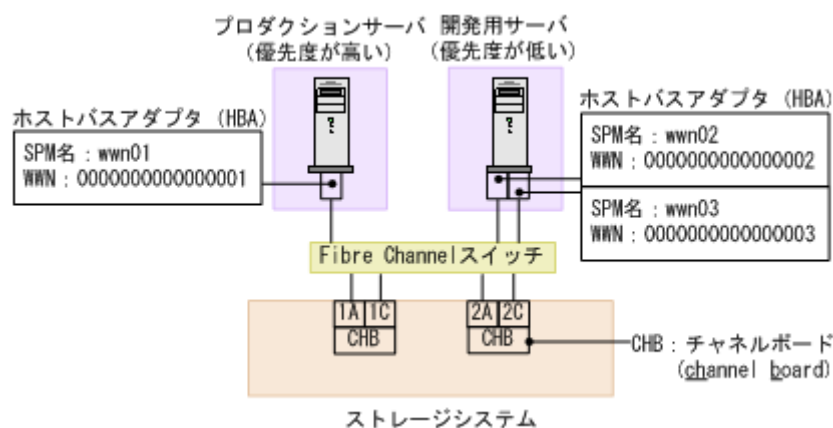 プロダクションサーバ
(優先度が高い)
開発用サーバ
(優先度が低い)
ホストバスアダプタ (HBA)
SPM名：wwn01
WWN：0000000000000001
ホストバスアダプタ (HBA)
SPM名：wwn02
WWN：0000000000000002
SPM名：wwn03
WWN：0000000000000003
Fibre Channelスイッチ
1A 1C
CHB
2A 2C
CHB
CHB：チャネルボード
(channel board)
ストレージシステム